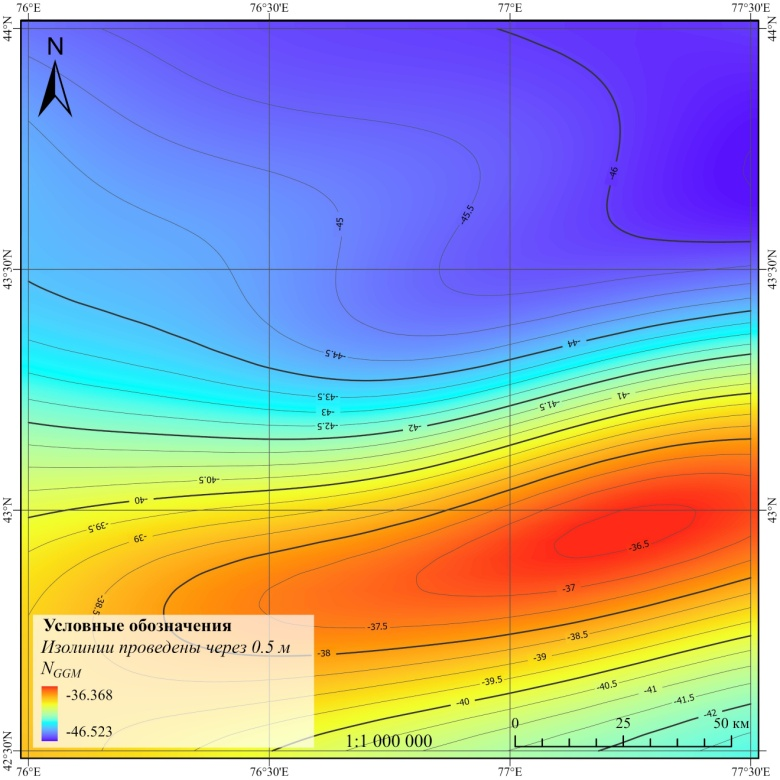 76°E 76°30'E 77°E 77°30'E
44°N 44°N
N
-46
-45 -45.5
43°30'N 43°30'N
-44.5 -44
-43.5
-43 -41.5 -41
-42.5 -42
-40.5
-40
43°N 43°N
-39.5
-39
-36.5
-38.5 -37
-37.5
-38.5
-38 -39
-39.5 -40.5 -41
-40 -41.5
-42
Условные обозначения
Изолинии проведены через 0.5 м
N_GGM
-36.368
-46.523
1:1 000 000
0 25 50 км
42°30'N 42°30'N
76°E 76°30'E 77°E 77°30'E